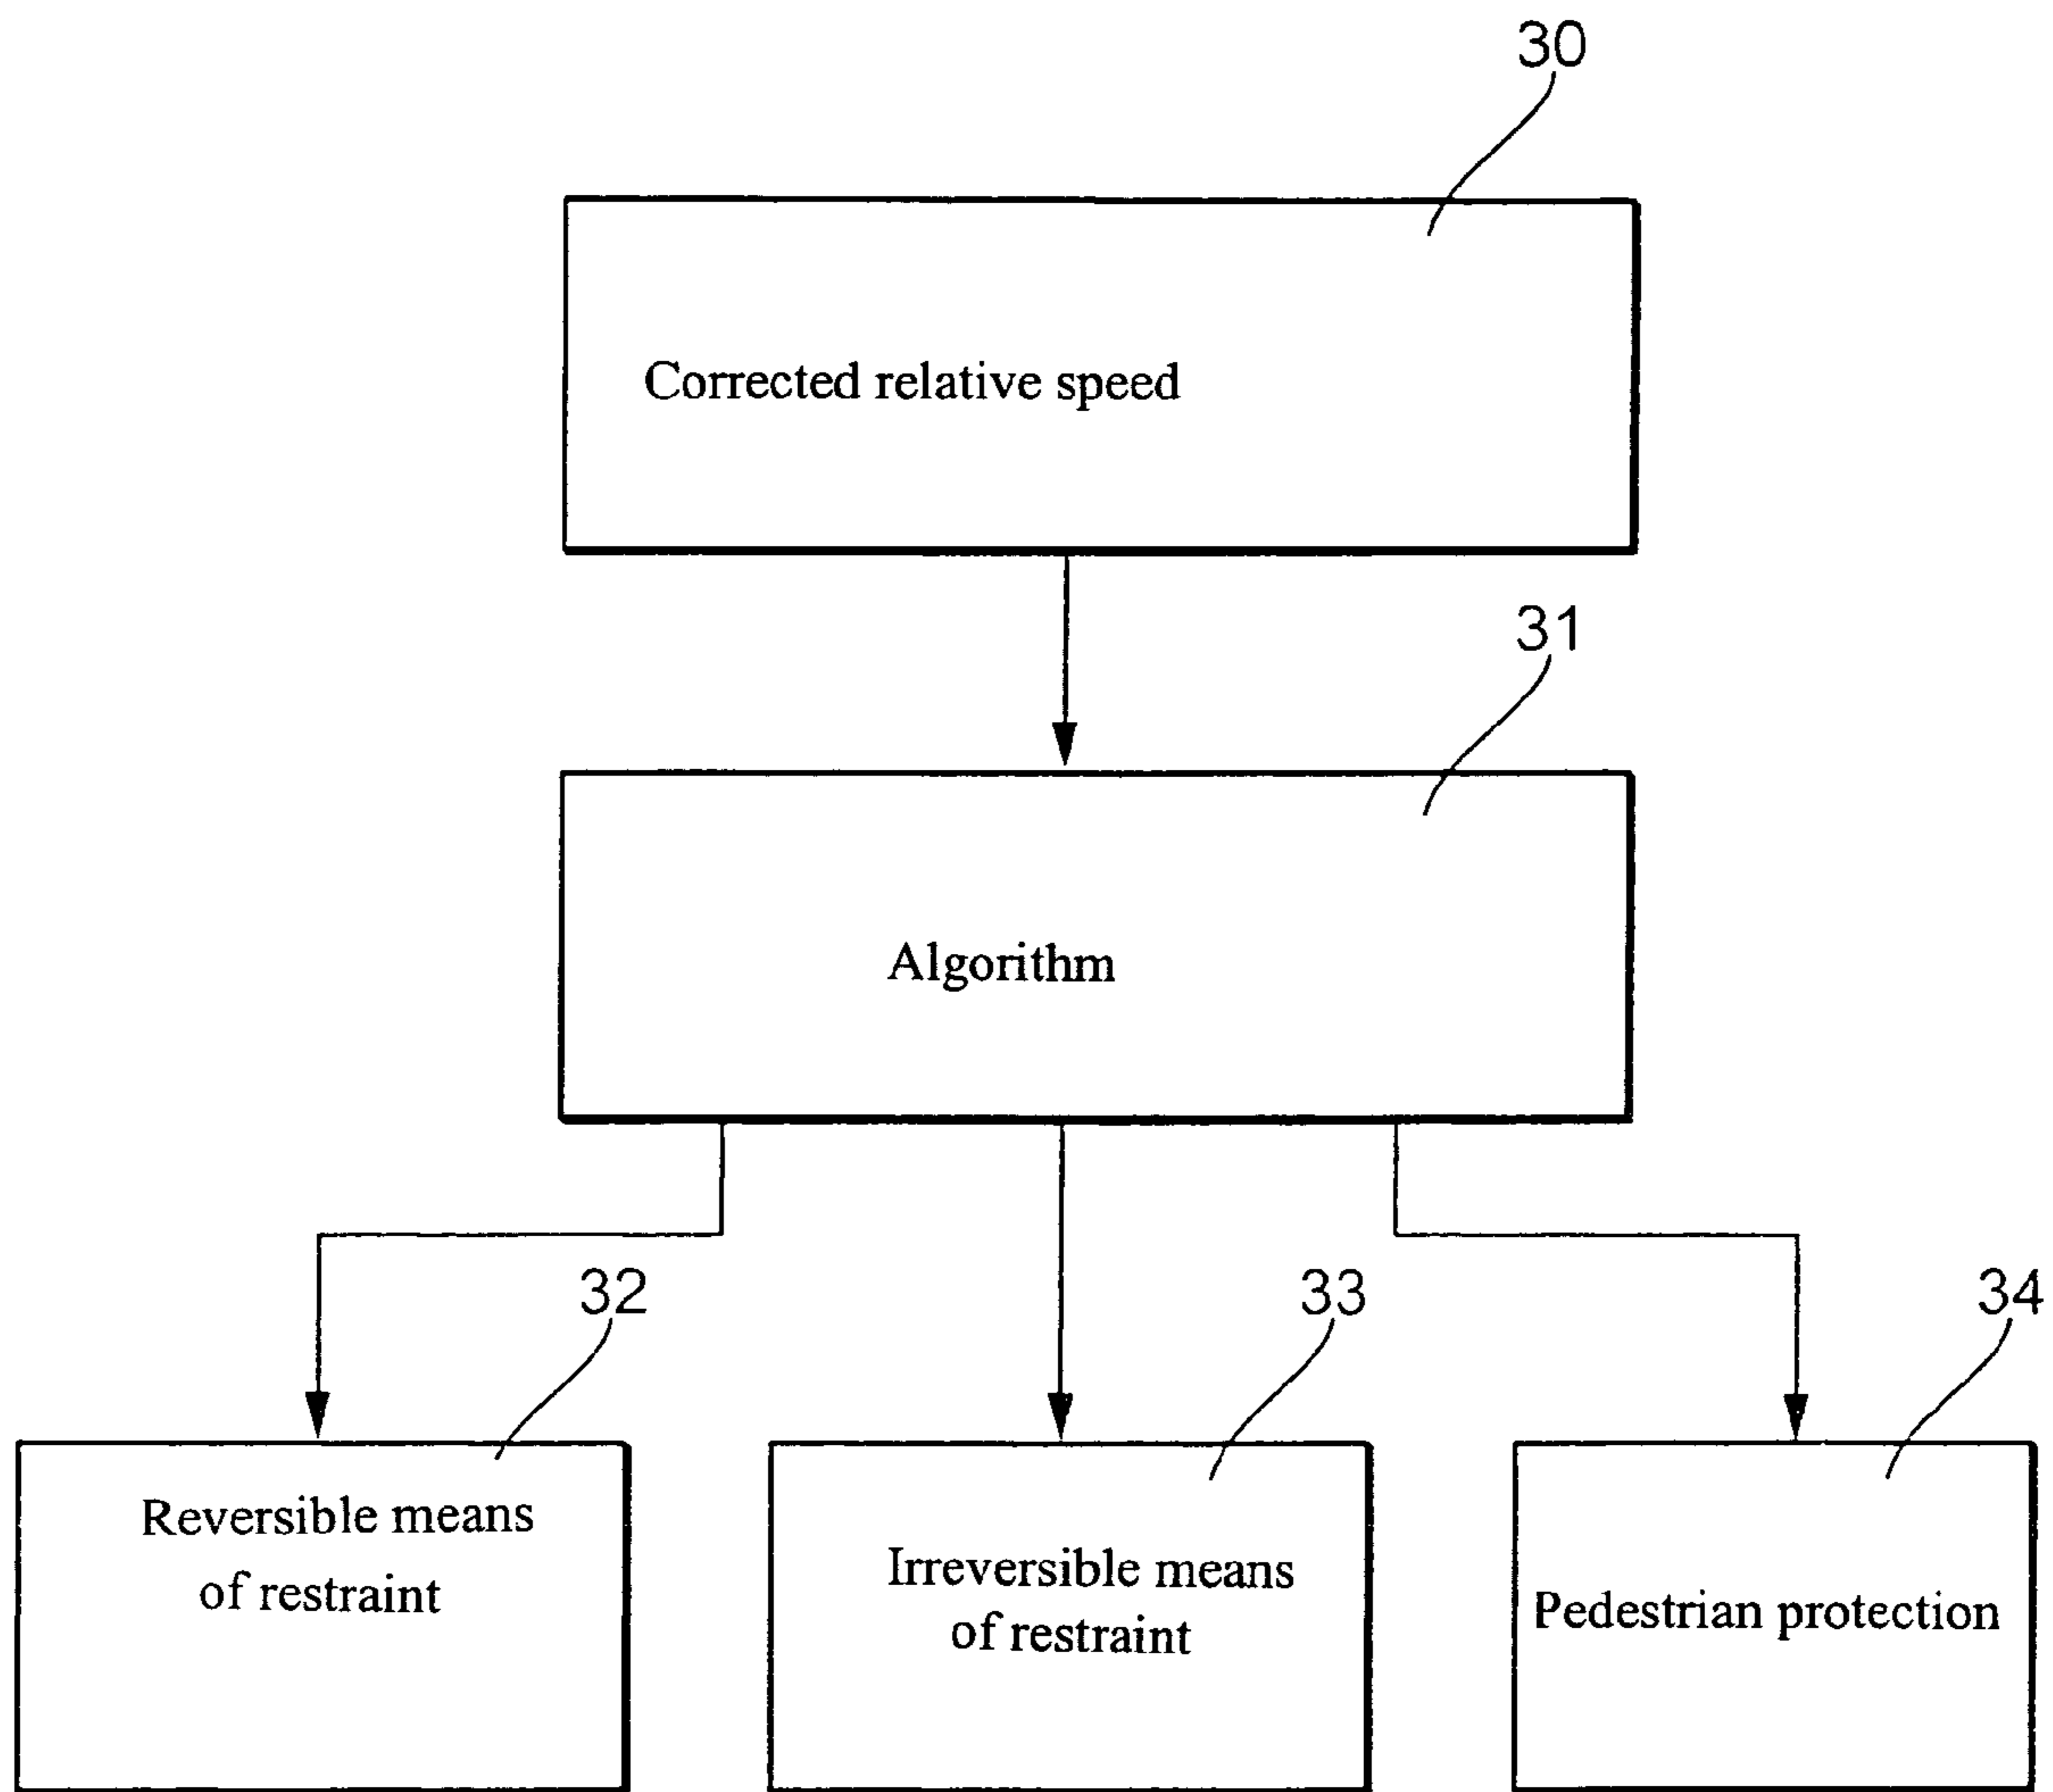 30
Corrected relative speed
31
Algorithm
32
33
34
Reversible means
of restraint
Irreversible means
of restraint
Pedestrian protection